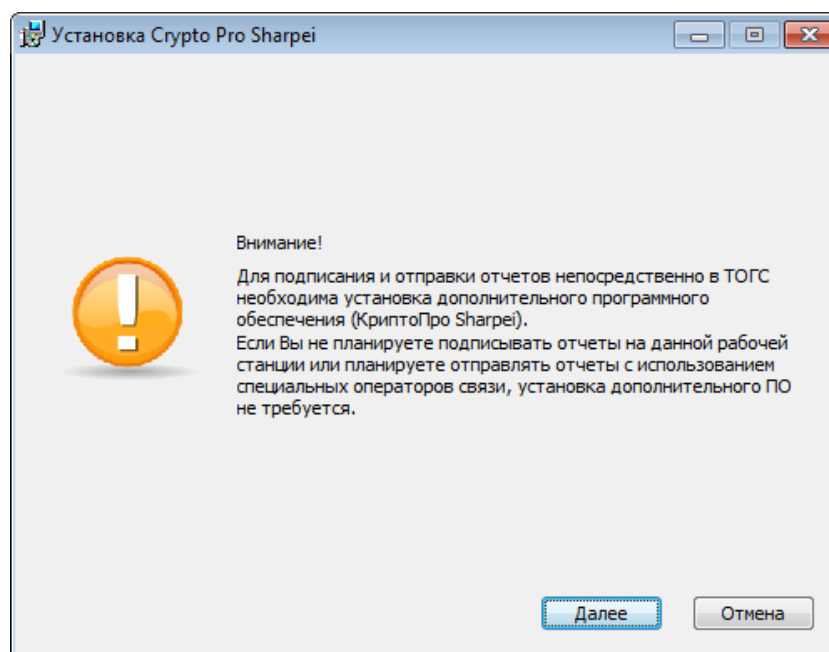 Установка Crypto Pro Sharpei
Внимание!
Для подписания и отправки отчетов непосредственно в ТОГС
необходима установка дополнительного программного
обеспечения (КриптоПро Sharpei).
Если Вы не планируете подписывать отчеты на данной рабочей
станции или планируете отправлять отчеты с использованием
специальных операторов связи, установка дополнительного ПО
не требуется.
Далее
Отмена